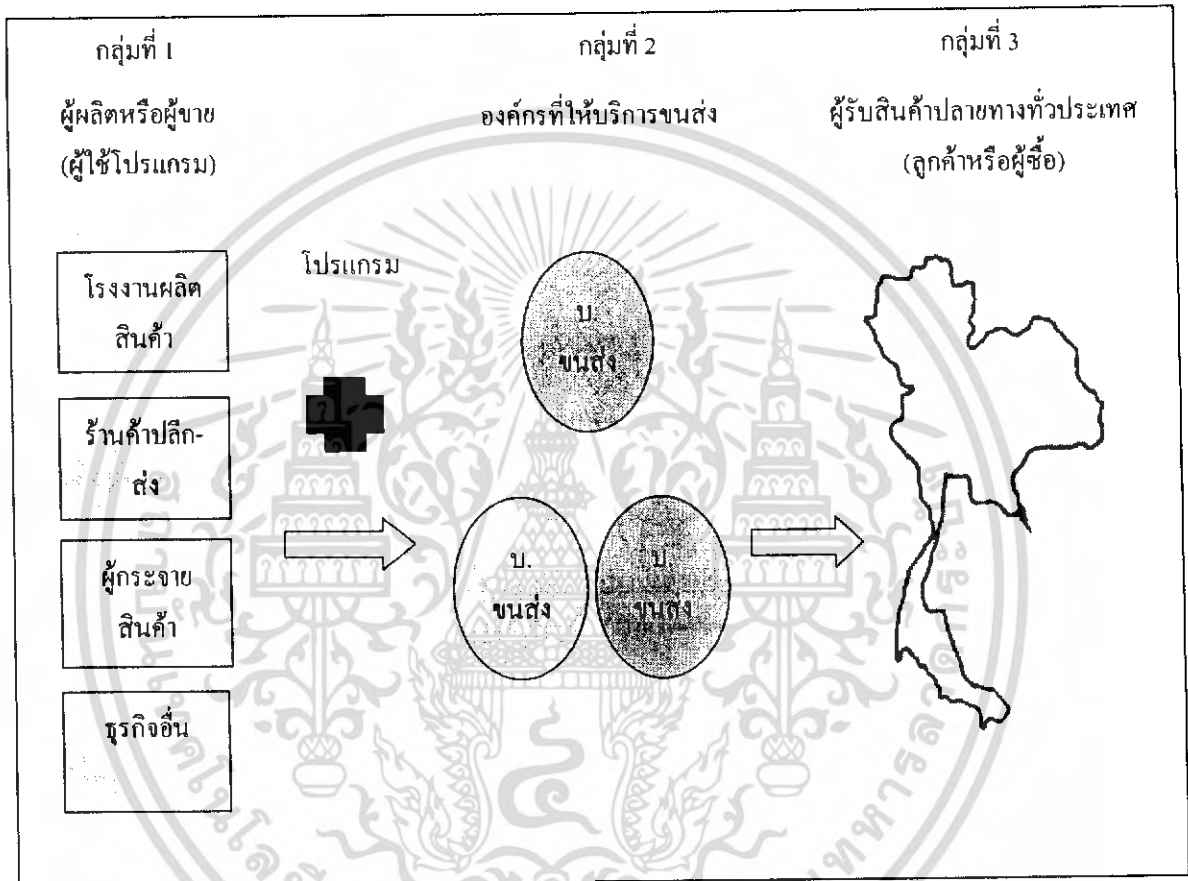 กลุ่มที่ 1
ผู้ผลิตหรือผู้ขาย
(ผู้ใช้โปรแกรม)
กลุ่มที่ 2
องค์กรที่ให้บริการขนส่ง
กลุ่มที่ 3
ผู้รับสินค้าปลายทางทั่วประเทศ
(ลูกค้าหรือผู้ซื้อ)
โรงงานผลิต
สินค้า
ร้านค้าปลีก-
ส่ง
ผู้กระจาย
สินค้า
ธุรกิจอื่น
โปรแกรม
บ.
ขนส่ง
บ.
ขนส่ง
บ.
ขนส่ง